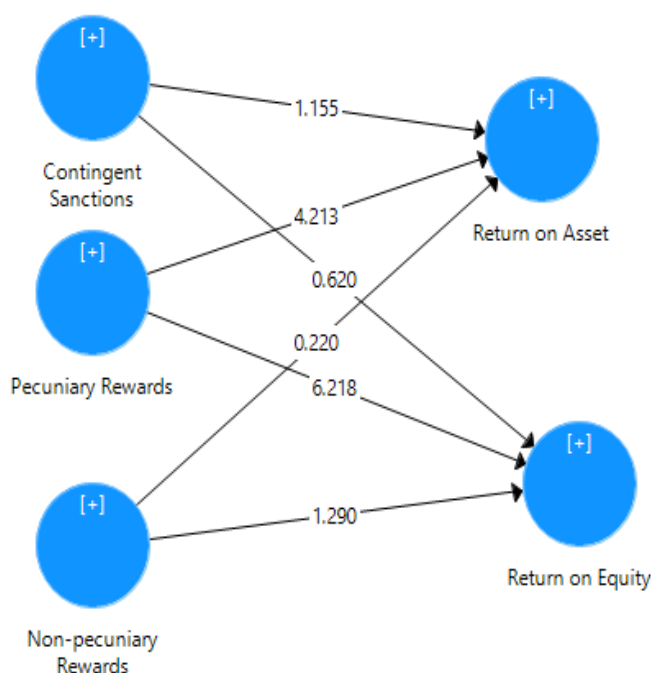 [+]
Contingent
Sanctions
[+]
Pecuniary Rewards
[+]
Non-pecuniary
Rewards
1.155
4.213
0.620
0.220
6.218
1.290
[+]
Return on Asset
[+]
Return on Equity